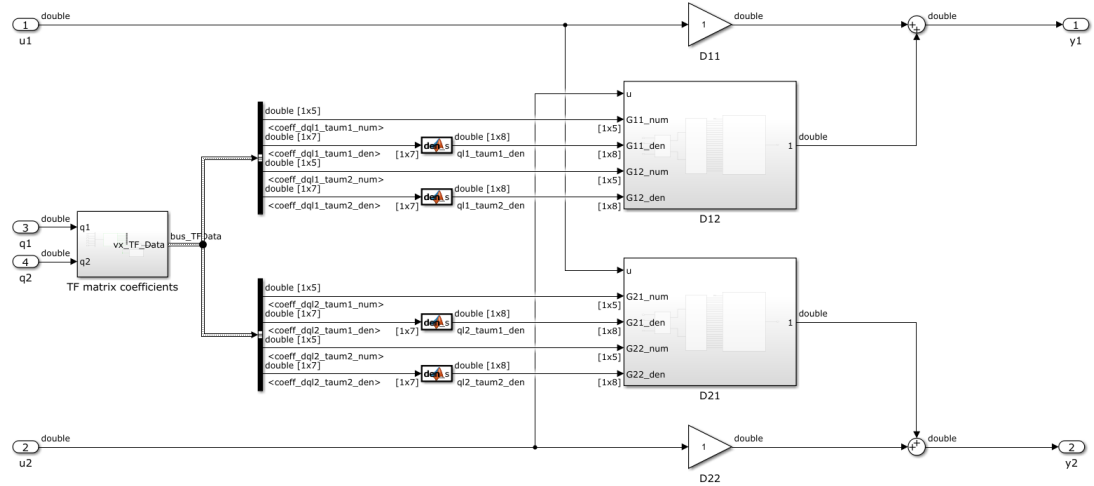 double
1
u1
1
D11
double
double
1
y1
double [1x5]
<coeff_dql1_taum1_num>
double [1x7]
<coeff_dql1_taum1_den>
[1x7]
double [1x8]
ql1_taum1_den
double [1x5]
<coeff_dql1_taum2_num>
double [1x7]
<coeff_dql1_taum2_den>
[1x7]
double [1x8]
ql1_taum2_den
u
G11_num
[1x5]
G11_den
[1x8]
G12_num
[1x5]
G12_den
[1x8]
1
double
D12
double
3
q1
double
4
q2
q1
q2
vx_TF_Data
bus_TFData
TF matrix coefficients
double [1x5]
<coeff_dql2_taum1_num>
double [1x7]
<coeff_dql2_taum1_den>
[1x7]
double [1x8]
ql2_taum1_den
double [1x5]
<coeff_dql2_taum2_num>
double [1x7]
<coeff_dql2_taum2_den>
[1x7]
double [1x8]
ql2_taum2_den
u
G21_num
[1x5]
G21_den
[1x8]
G22_num
[1x5]
G22_den
[1x8]
1
double
D21
double
2
u2
1
D22
double
double
2
y2